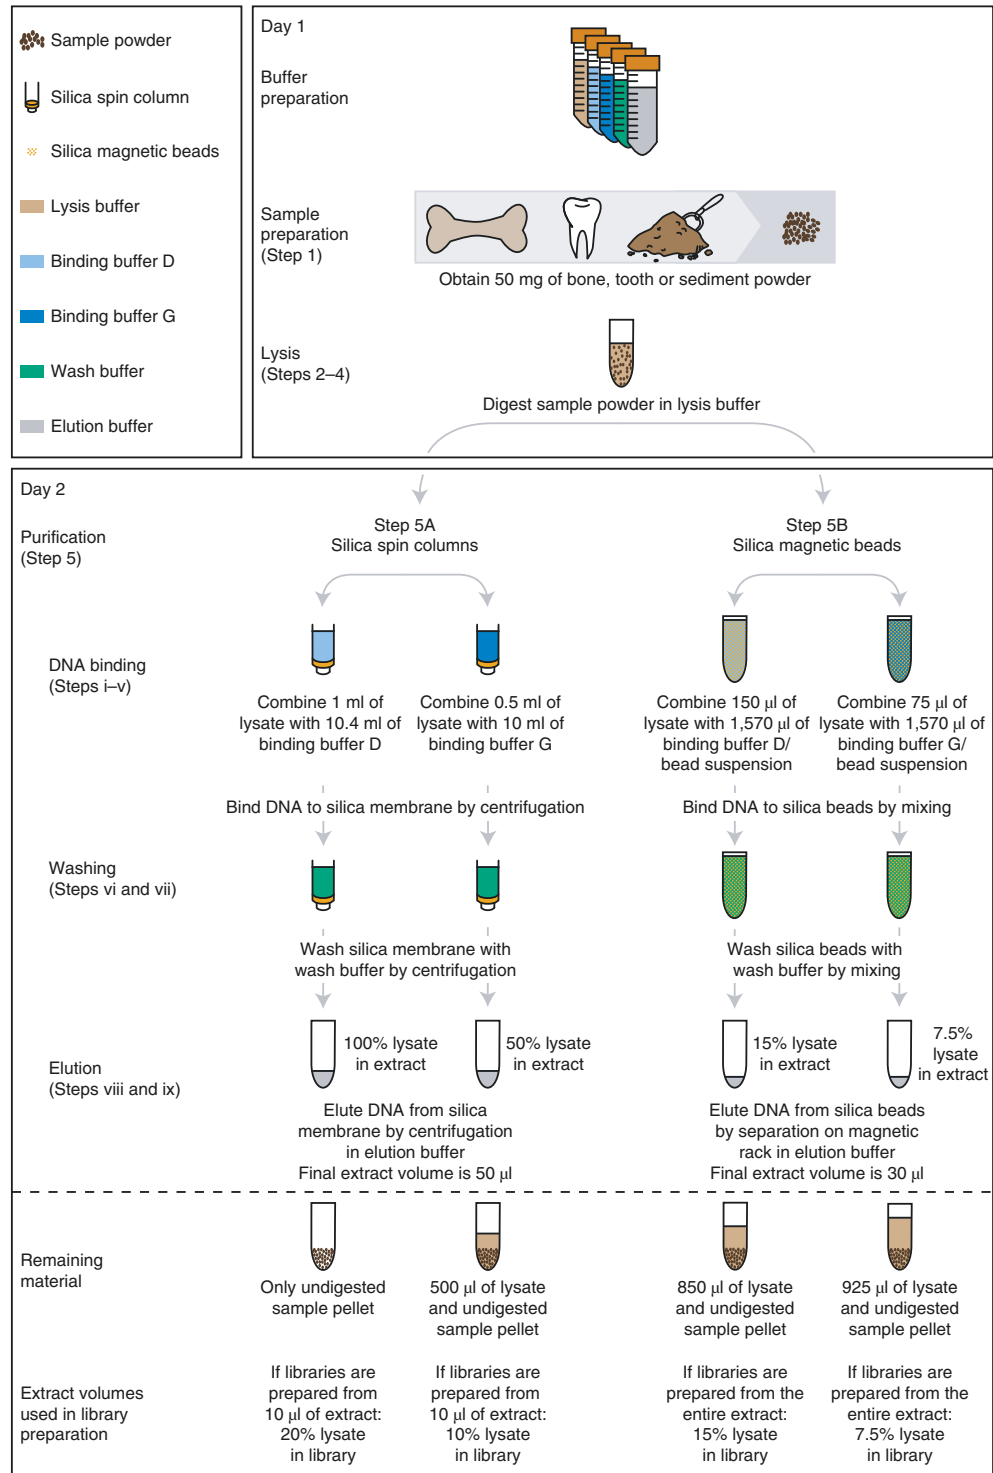 Sample powder
Silica spin column
Silica magnetic beads
Lysis buffer
Binding buffer D
Binding buffer G
Wash buffer
Elution buffer
Day 1
Buffer
preparation
Sample
preparation
(Step 1)
Obtain 50 mg of bone, tooth or sediment powder
Lysis
(Steps 2–4)
Digest sample powder in lysis buffer
Day 2
Purification
(Step 5)
Step 5A
Silica spin columns
Step 5B
Silica magnetic beads
DNA binding
(Steps i–v)
Combine 1 ml of
lysate with 10.4 ml of
binding buffer D
Combine 0.5 ml of
lysate with 10 ml of
binding buffer G
Combine 150 µl of
lysate with 1,570 µl of
binding buffer D/
bead suspension
Combine 75 µl of
lysate with 1,570 µl of
binding buffer G/
bead suspension
Bind DNA to silica membrane by centrifugation
Bind DNA to silica beads by mixing
Washing
(Steps vi and vii)
Wash silica membrane with
wash buffer by centrifugation
Wash silica beads with
wash buffer by mixing
Elution
(Steps viii and ix)
100% lysate
in extract
50% lysate
in extract
15% lysate
in extract
7.5%
lysate
in extract
Elute DNA from silica
membrane by centrifugation
in elution buffer
Final extract volume is 50 µl
Elute DNA from silica beads
by separation on magnetic
rack in elution buffer
Final extract volume is 30 µl
Remaining
material
Only undigested
sample pellet
500 µl of lysate
and undigested
sample pellet
850 µl of lysate
and undigested
sample pellet
925 µl of lysate
and undigested
sample pellet
Extract volumes
used in library
preparation
If libraries are
prepared from
10 µl of extract:
20% lysate
in library
If libraries are
prepared from
10 µl of extract:
10% lysate
in library
If libraries are
prepared from the
entire extract:
15% lysate
in library
If libraries are
prepared from the
entire extract:
7.5% lysate
in library